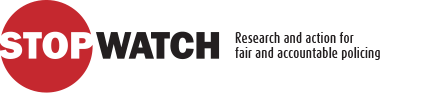 STOPWATCH
Research and action for
fair and accountable policing